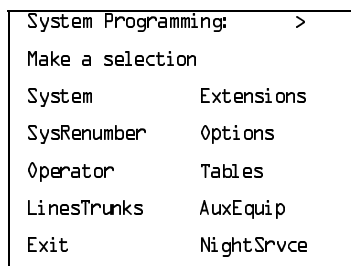 System Programming: >
Make a selection
System Extensions
SysRenumber Options
Operator Tables
LinesTrunks AuxEquip
Exit NightSrvce